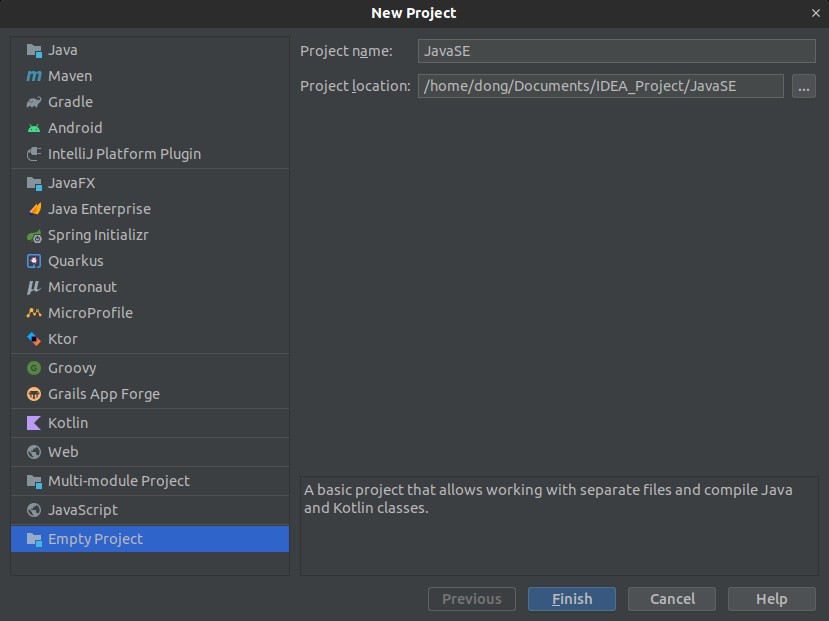 New Project
Java
Maven
Gradle
Android
IntelliJ Platform Plugin
JavaFX
Java Enterprise
Spring Initializr
Quarkus
Micronaut
MicroProfile
Ktor
Groovy
Grails App Forge
Kotlin
Web
Multi-module Project
JavaScript
Empty Project
Project name: JavaSE
Project location: /home/dong/Documents/IDEA_Project/JavaSE ...
A basic project that allows working with separate files and compile Java
and Kotlin classes.
Previous Finish Cancel Help